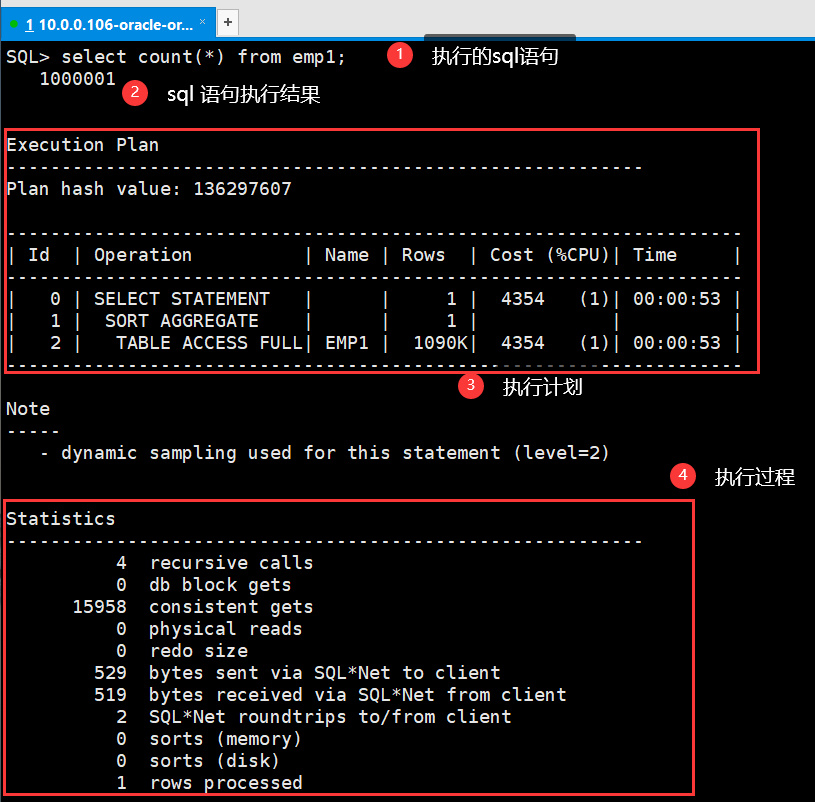 1 10.0.0.106-oracle-or... × +
SQL> select count(*) from emp1; 1 执行的sql语句
1000001 2 sql 语句执行结果
Execution Plan
----------------------------------------------------------
Plan hash value: 136297607
-------------------------------------------------------------------
| Id  | Operation          | Name | Rows  | Cost (%CPU)| Time     |
-------------------------------------------------------------------
|   0 | SELECT STATEMENT   |      |     1 |  4354   (1)| 00:00:53 |
|   1 |  SORT AGGREGATE    |      |     1 |            |          |
|   2 |   TABLE ACCESS FULL| EMP1 |  1090K|  4354   (1)| 00:00:53 |
-------------------------------------------------------------------
3 执行计划
Note
-----
- dynamic sampling used for this statement (level=2)
4 执行过程
Statistics
----------------------------------------------------------
4  recursive calls
0  db block gets
15958  consistent gets
0  physical reads
0  redo size
529  bytes sent via SQL*Net to client
519  bytes received via SQL*Net from client
2  SQL*Net roundtrips to/from client
0  sorts (memory)
0  sorts (disk)
1  rows processed